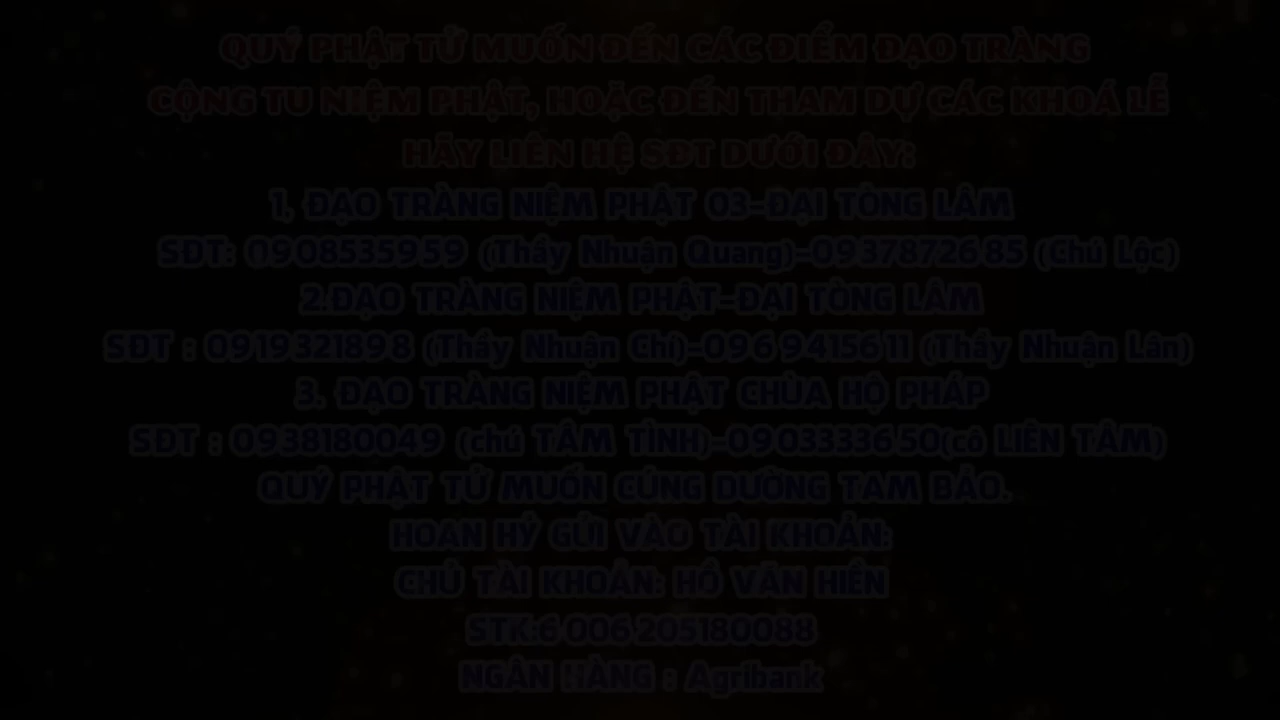 QUÝ PHẬT TỬ MUỐN ĐẾN CÁC ĐIỂM ĐẠO TRÀNG
CỘNG TU NIỆM PHẬT, HOẶC ĐẾN THAM DỰ CÁC KHOÁ LỄ
HÃY LIÊN HỆ SĐT DƯỚI ĐÂY:
1. ĐẠO TRÀNG NIỆM PHẬT 03-ĐẠI TÒNG LÂM
SĐT: 0908535959 (Thầy Nhuận Quang)-0937872685 (Chú Lộc)
2.ĐẠO TRÀNG NIỆM PHẬT-ĐẠI TÒNG LÂM
SĐT : 0919321898 (Thầy Nhuận Chí)-0969415611 (Thầy Nhuận Lân)
3. ĐẠO TRÀNG NIỆM PHẬT CHÙA HỘ PHÁP
SĐT : 0938180049 (chú TÂM TỊNH)-0903333650(cô LIÊN TÂM)
QUÝ PHẬT TỬ MUỐN CÚNG DƯỜNG TAM BẢO.
HOAN HỶ GỬI VÀO TÀI KHOẢN:
CHỦ TÀI KHOẢN: HỒ VĂN HIỀN
STK:6006205180088
NGÂN HÀNG : Agribank